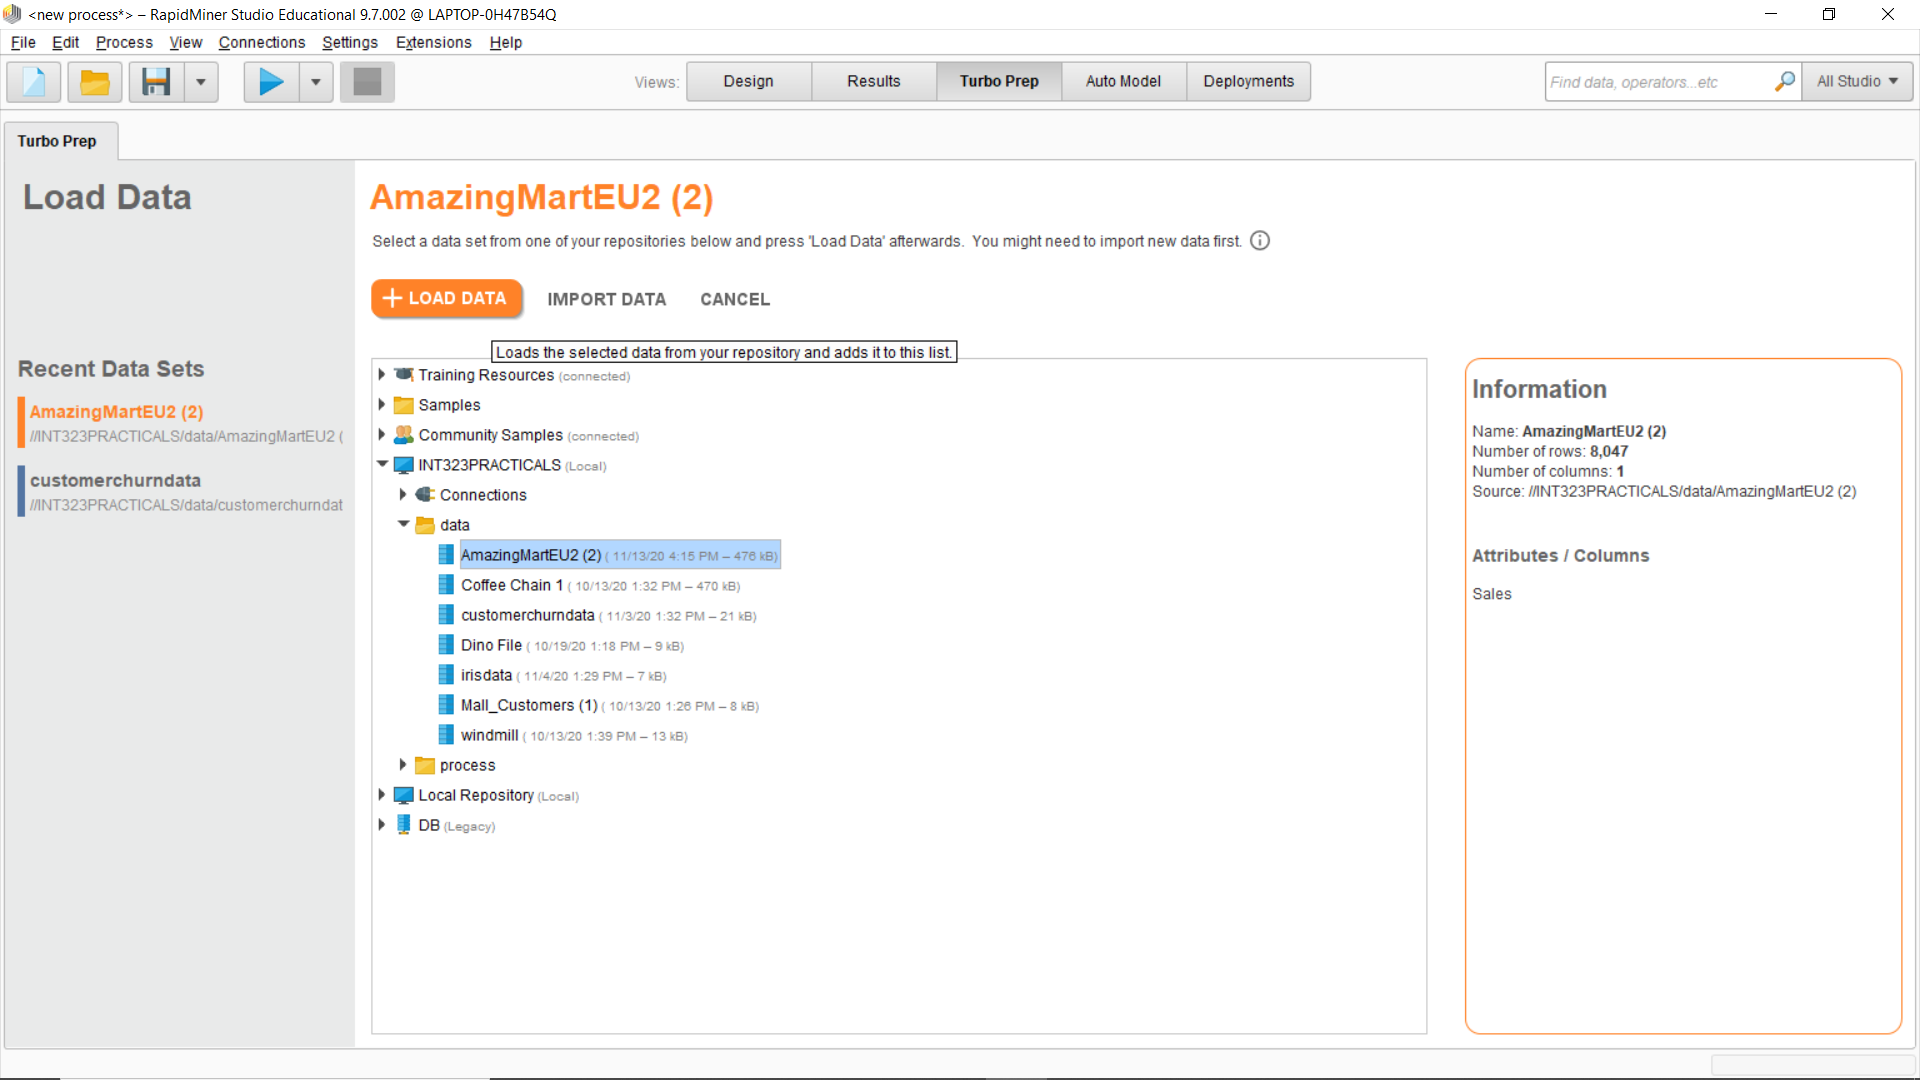 <new process*> – RapidMiner Studio Educational 9.7.002 @ LAPTOP-0H47B54Q
File Edit Process View Connections Settings Extensions Help
Views: Design Results Turbo Prep Auto Model Deployments Find data, operators...etc All Studio
Turbo Prep
Load Data
AmazingMartEU2 (2)
Select a data set from one of your repositories below and press 'Load Data' afterwards. You might need to import new data first.
LOAD DATA IMPORT DATA CANCEL
Loads the selected data from your repository and adds it to this list.
Recent Data Sets
AmazingMartEU2 (2)
//INT323PRACTICALS/data/AmazingMartEU2 (
customerchurndata
//INT323PRACTICALS/data/customerchurndat
Training Resources (connected)
Samples
Community Samples (connected)
INT323PRACTICALS (Local)
Connections
data
AmazingMartEU2 (2) ( 11/13/20 4:15 PM – 476 kB)
Coffee Chain 1 ( 10/13/20 1:32 PM – 470 kB)
customerchurndata ( 11/3/20 1:32 PM – 21 kB)
Dino File ( 10/19/20 1:18 PM – 9 kB)
irisdata ( 11/4/20 1:29 PM – 7 kB)
Mall_Customers (1) ( 10/13/20 1:26 PM – 8 kB)
windmill ( 10/13/20 1:39 PM – 13 kB)
process
Local Repository (Local)
DB (Legacy)
Information
Name: AmazingMartEU2 (2)
Number of rows: 8,047
Number of columns: 1
Source: //INT323PRACTICALS/data/AmazingMartEU2 (2)
Attributes / Columns
Sales